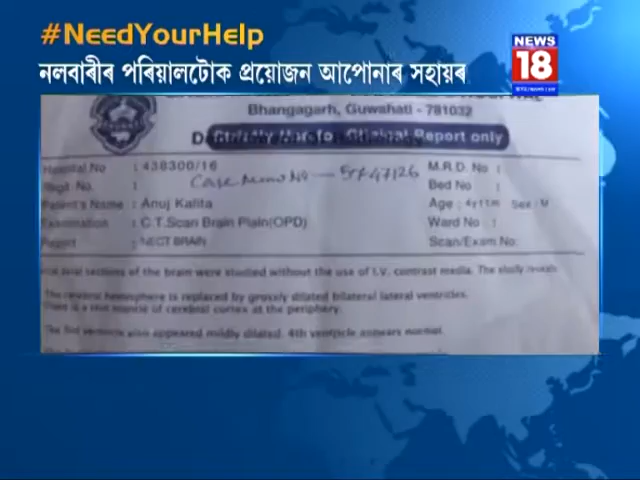 #NeedYourHelp
নলবাৰীৰ পৰিয়ালটোক প্ৰয়োজন আপোনাৰ সহায়ৰ
NEWS
18
Bhangagarh, Guwahati - 781032
Strictly Not for Clinical Report only
Hospital No : 438300/16
M.R.D. No :
Regd. No. :
Case Memo No
Bed No :
Patient's Name : Anuj Kalita
Age : 4y11m Sex : M
Examination : C.T.Scan Brain Plain(OPD)
Ward No :
Report : NECT BRAIN
Scan/Exam No:
axial sections of the brain were studied without the use of I.V. contrast media. The study reveals
The cerebral hemisphere is replaced by grossly dilated bilateral lateral ventricles.
There is a thin mantle of cerebral cortex at the periphery.
The 3rd ventricle also appeared mildly dilated. 4th ventricle appears normal.